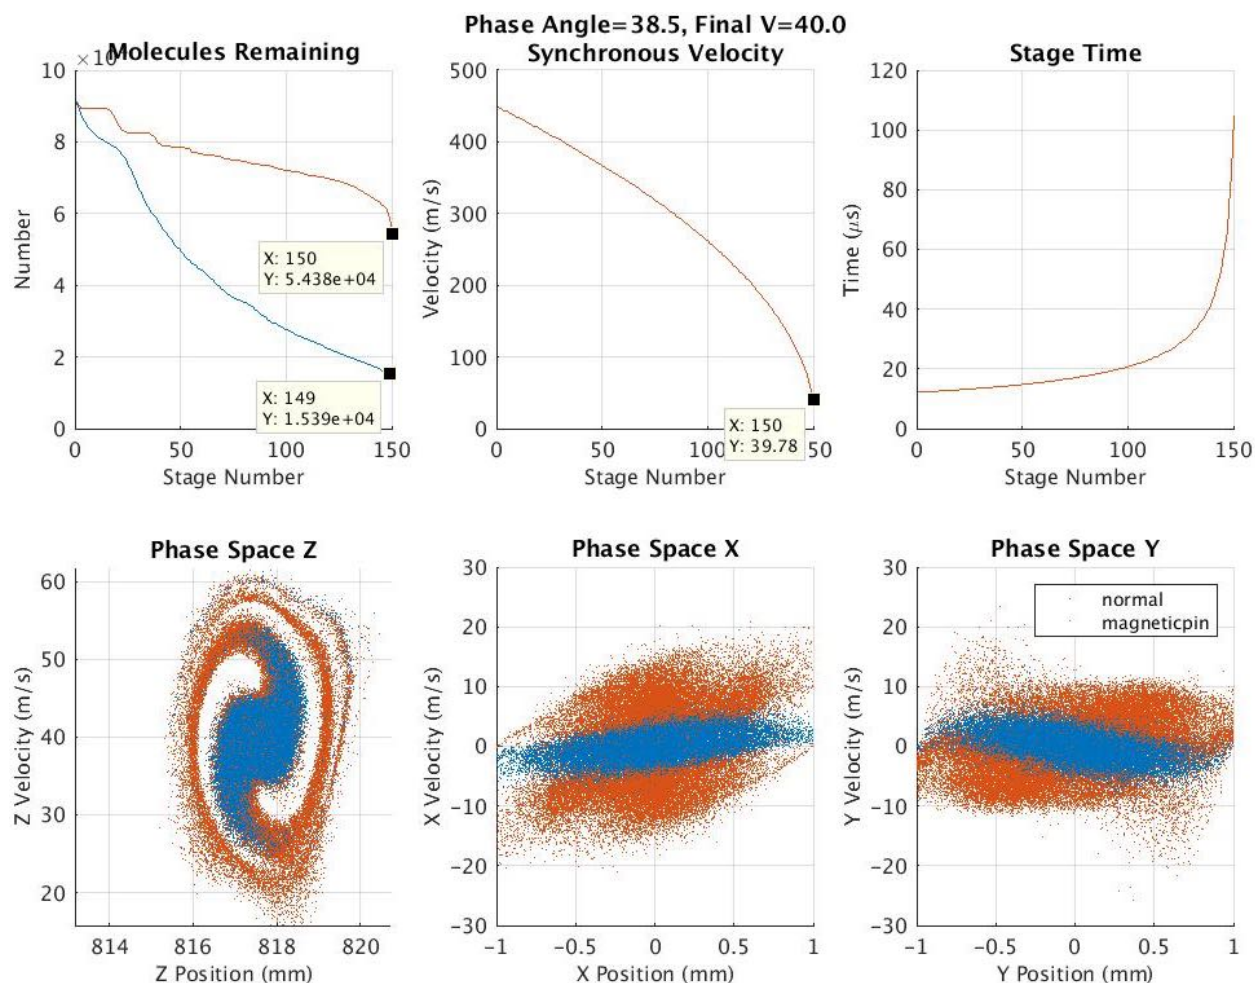 Phase Angle=38.5, Final V=40.0
Molecules Remaining
Synchronous Velocity
Stage Time
× 10
10
8
6
4
2
0
Number
0
50
100
150
Stage Number
X: 150
Y: 5.438e+04
X: 149
Y: 1.539e+04
500
400
300
200
100
0
Velocity (m/s)
0
50
100
50
Stage Number
X: 150
Y: 39.78
120
100
80
60
40
20
0
Time (μs)
0
50
100
150
Stage Number
Phase Space Z
60
50
40
30
20
Z Velocity (m/s)
814
816
818
820
Z Position (mm)
Phase Space X
30
20
10
0
−10
−20
−30
X Velocity (m/s)
−1
−0.5
0
0.5
1
X Position (mm)
Phase Space Y
30
20
10
0
−10
−20
−30
Y Velocity (m/s)
normal
magneticpin
−1
−0.5
0
0.5
1
Y Position (mm)